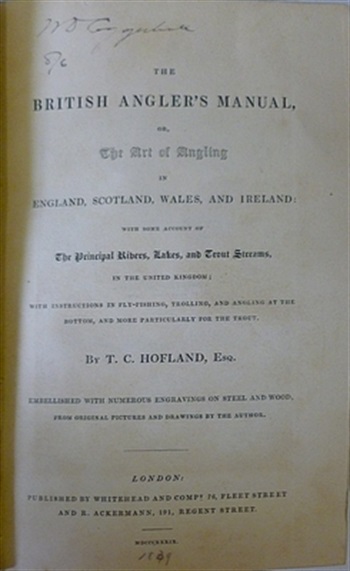 8/6
THE
BRITISH ANGLER'S MANUAL,
OR,
The Art of Angling
IN
ENGLAND, SCOTLAND, WALES, AND IRELAND:
WITH SOME ACCOUNT OF
The Principal Rivers, Lakes, and Trout Streams,
IN THE UNITED KINGDOM;
WITH INSTRUCTIONS IN FLY-FISHING, TROLLING, AND ANGLING AT THE
BOTTOM, AND MORE PARTICULARLY FOR THE TROUT.
BY T. C. HOFLAND, ESQ.
EMBELLISHED WITH NUMEROUS ENGRAVINGS ON STEEL AND WOOD,
FROM ORIGINAL PICTURES AND DRAWINGS BY THE AUTHOR.
LONDON:
PUBLISHED BY WHITEHEAD AND COMPY 76, FLEET STREET
AND R. ACKERMANN, 191, REGENT STREET.
MDCCCXXXIX.
1839